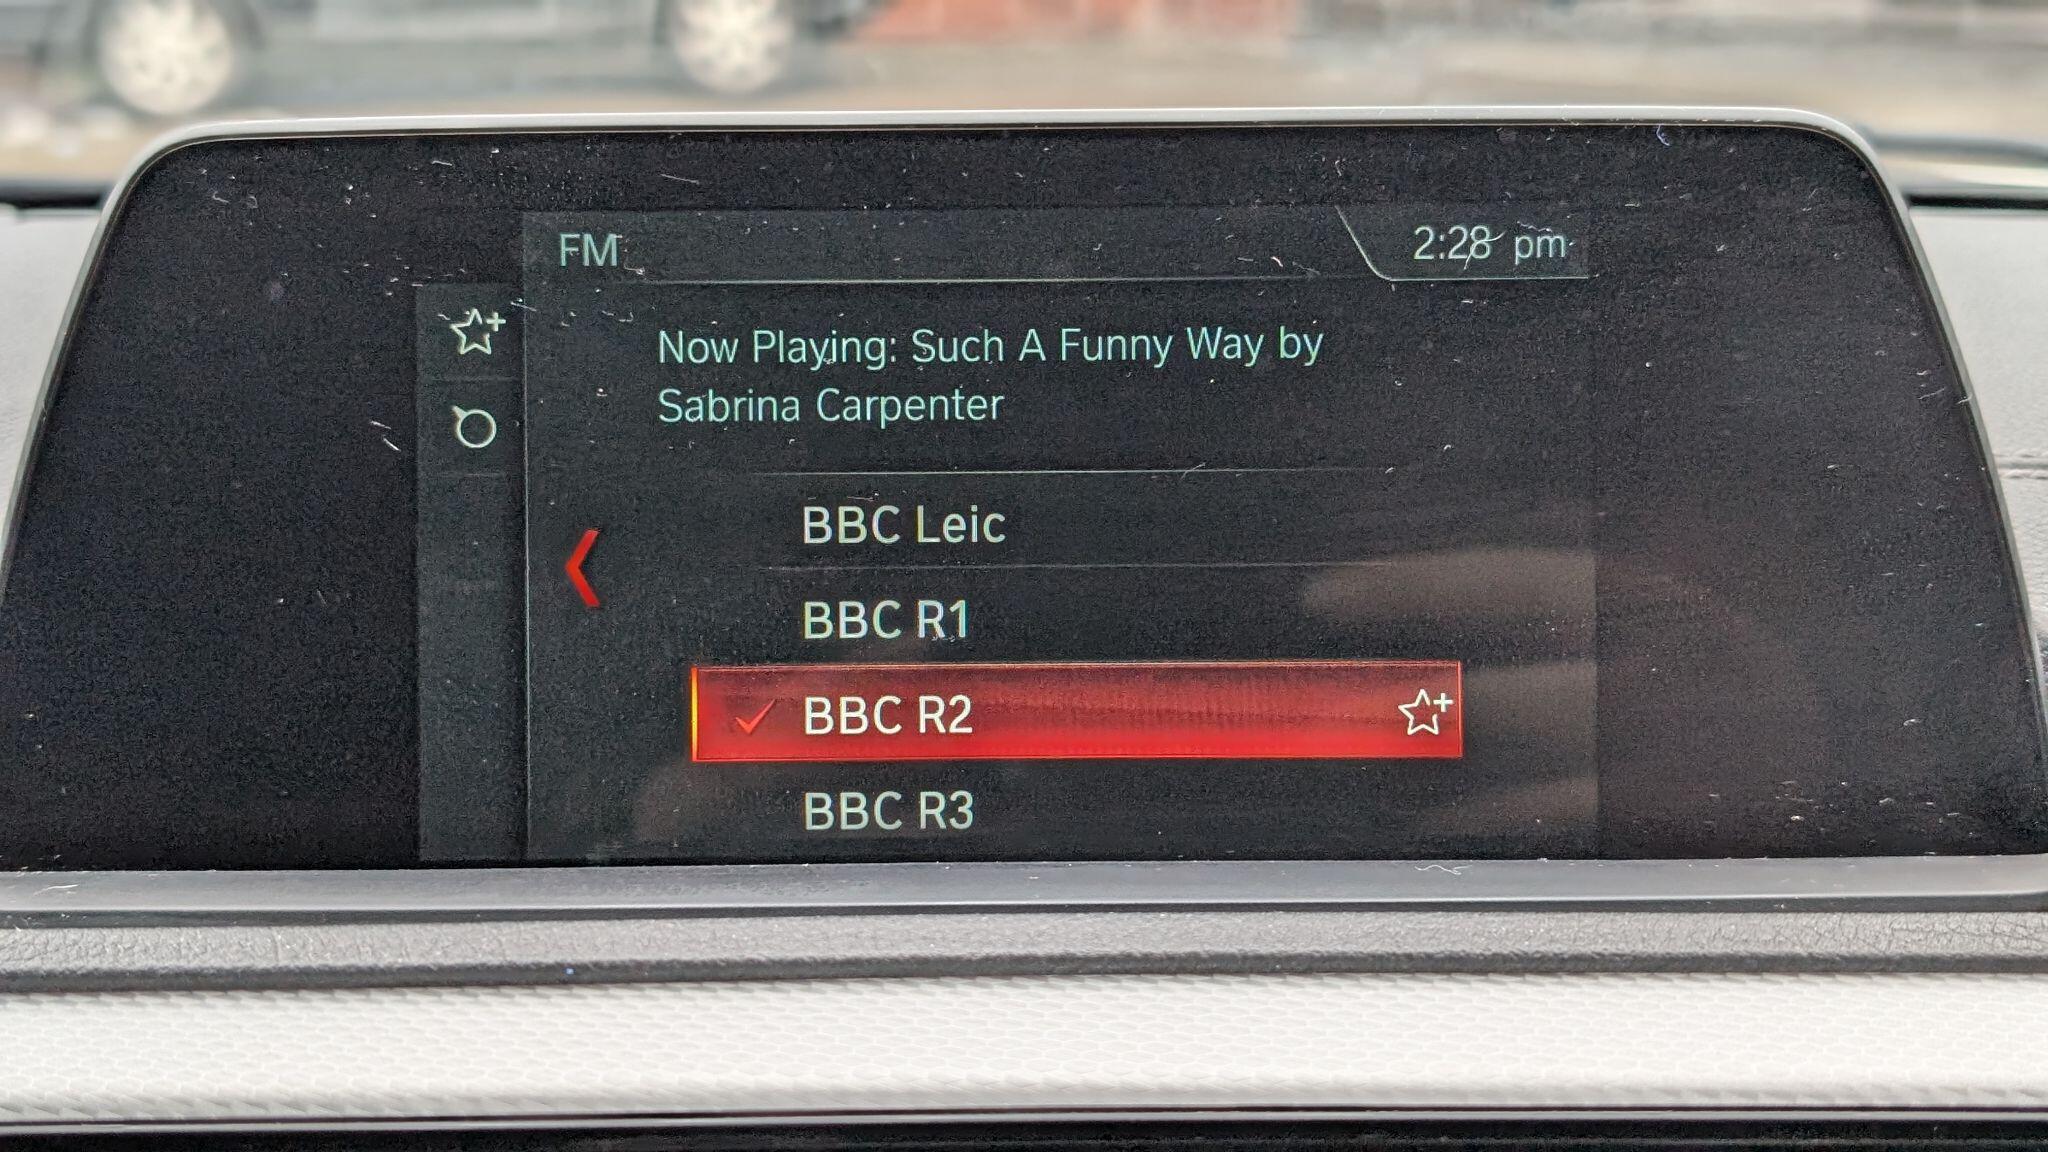 FM
2:28 pm
Now Playing: Such A Funny Way by
Sabrina Carpenter
BBC Leic
BBC R1
BBC R2
BBC R3